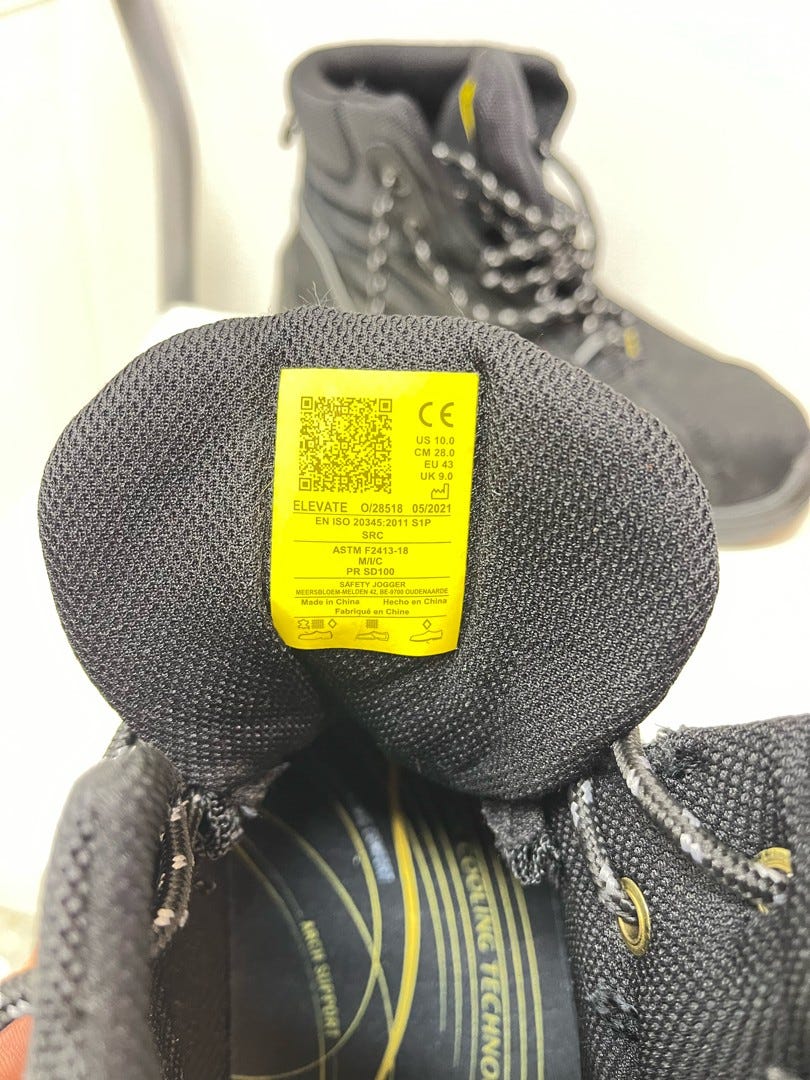 CE
US 10.0
CM 28.0
EU 43
UK 9.0
ELEVATE O/28518 05/2021
EN ISO 20345:2011 S1P
SRC
ASTM F2413-18
M/I/C
PR SD100
SAFETY JOGGER
MEERSBLOEM-MELDEN 42, BE-9700 OUDENAARDE
Made in China Hecho en China
Fabriqué en Chine
ARCH SUPPORT
COOLING TECHNO